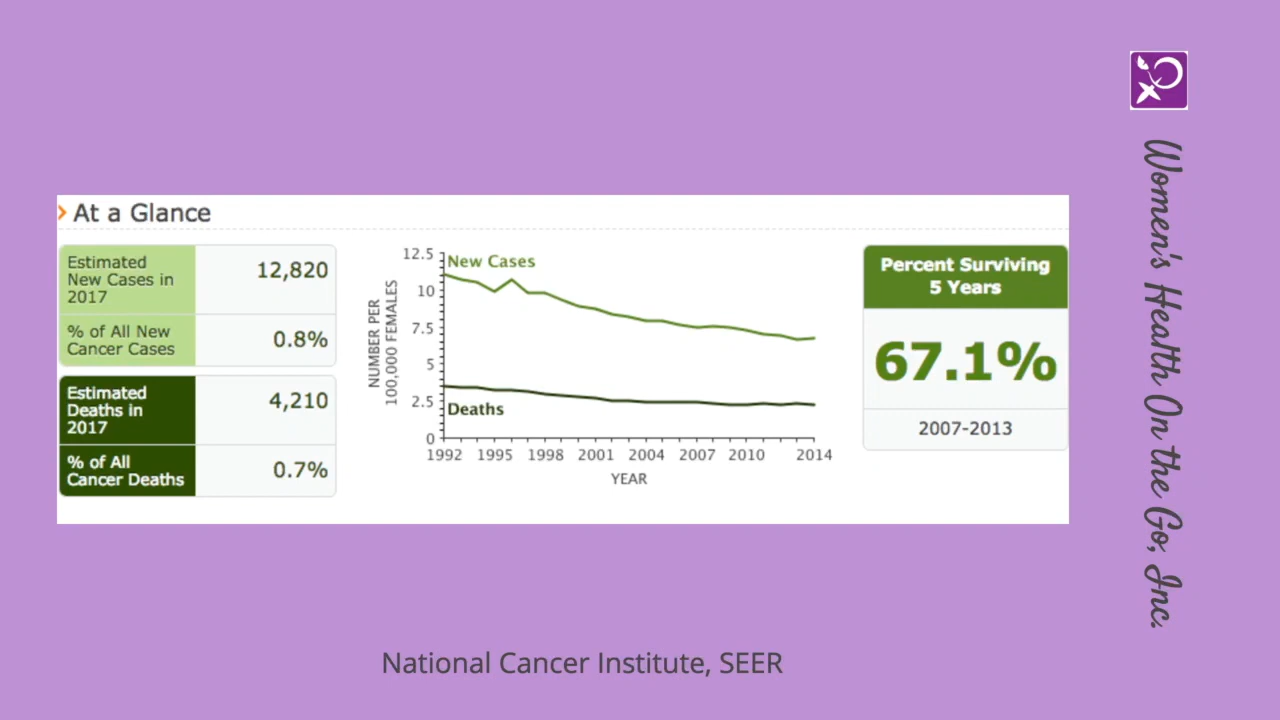 At a Glance
Estimated
New Cases in
2017
12,820
% of All New
Cancer Cases
0.8%
Estimated
Deaths in
2017
4,210
% of All
Cancer Deaths
0.7%
NUMBER PER
100,000 FEMALES
12.5
10
7.5
5
2.5
0
New Cases
Deaths
1992 1995 1998 2001 2004 2007 2010 2014
YEAR
Percent Surviving
5 Years
67.1%
2007-2013
Women's Health On the Go, Inc.
National Cancer Institute, SEER